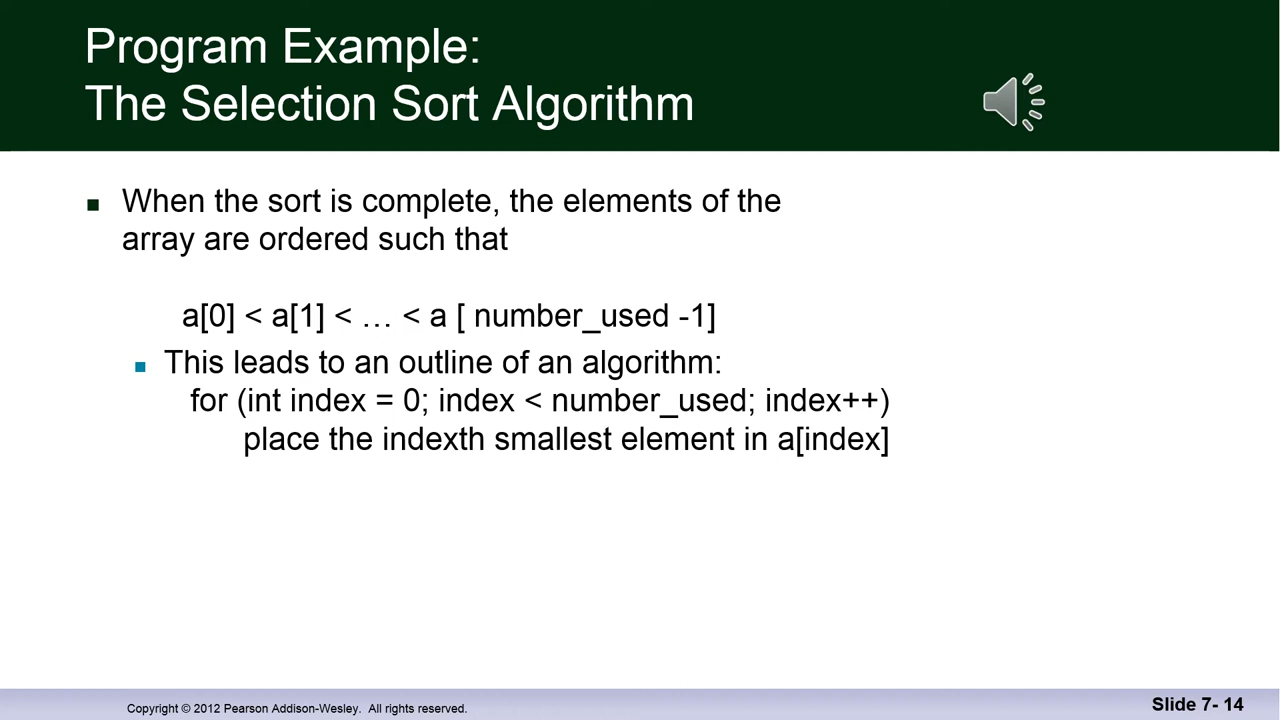 Program Example:
The Selection Sort Algorithm
When the sort is complete, the elements of the
array are ordered such that
a[0] < a[1] < … < a [ number_used -1]
This leads to an outline of an algorithm:
for (int index = 0; index < number_used; index++)
place the indexth smallest element in a[index]
Copyright © 2012 Pearson Addison-Wesley. All rights reserved.
Slide 7- 14